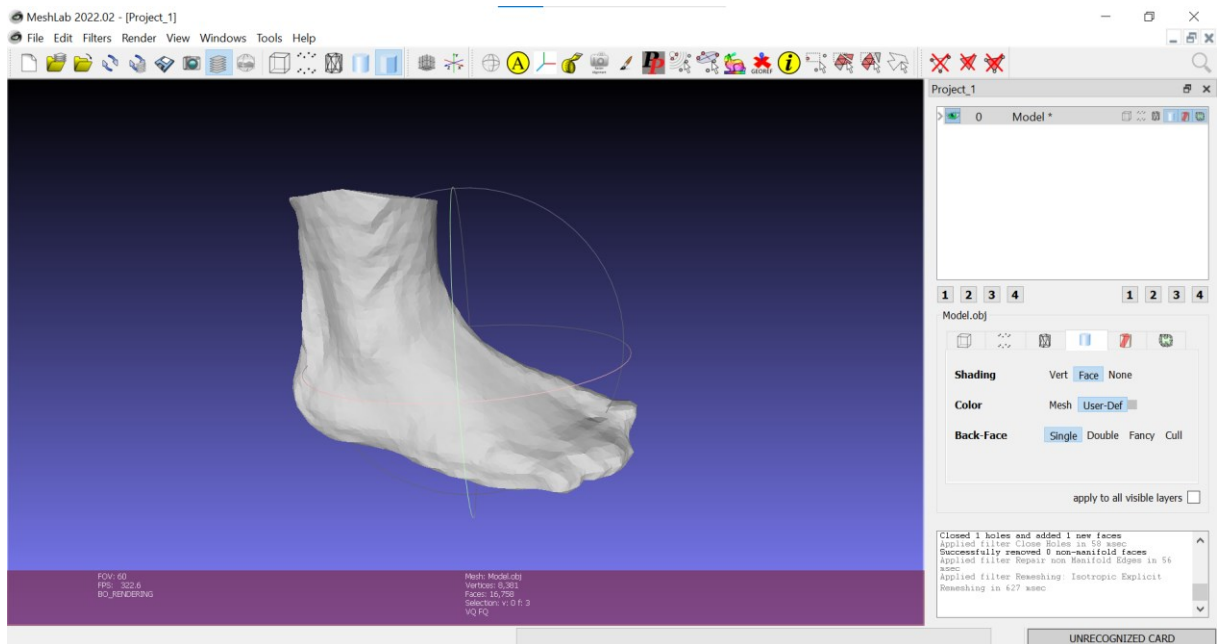 MeshLab 2022.02 - [Project_1]
File Edit Filters Render View Windows Tools Help
A
Pp
GEOREF
i
Project_1
0 Model *
1 2 3 4 1 2 3 4
Model.obj
Shading Vert Face None
Color Mesh User-Def
Back-Face Single Double Fancy Cull
apply to all visible layers
Closed 1 holes and added 1 new faces
Applied filter Close Holes in 58 msec
Successfully removed 0 non-manifold faces
Applied filter Repair non Manifold Edges in 56
msec
Applied filter Remeshing: Isotropic Explicit
Remeshing in 627 msec
FOV: 60
FPS: 322.6
BO_RENDERING
Mesh: Model.obj
Vertices: 8,381
Faces: 16,758
Selection: v: 0 f: 3
VQ FQ
UNRECOGNIZED CARD